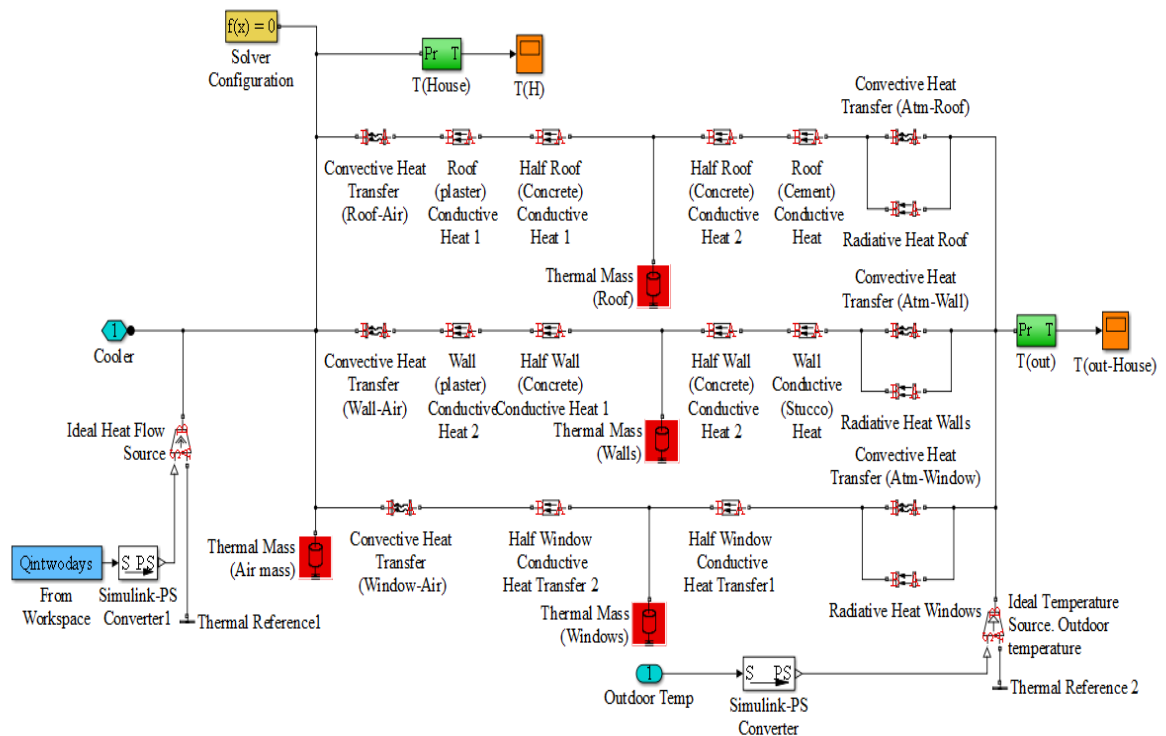 f(x) = 0
Solver
Configuration
Pr T
T(House)
T(H)
Convective Heat
Transfer (Atm-Roof)
Convective Heat
Transfer
(Roof-Air)
Roof
(plaster)
Conductive
Heat 1
Half Roof
(Concrete)
Conductive
Heat 1
Half Roof
(Concrete)
Conductive
Heat 2
Roof
(Cement)
Conductive
Heat
Radiative Heat Roof
Thermal Mass
(Roof)
Convective Heat
Transfer (Atm-Wall)
1
Cooler
Convective Heat
Transfer
(Wall-Air)
Wall
(plaster)
Conductive
Heat 2
Half Wall
(Concrete)
Conductive Heat 1
Half Wall
(Concrete)
Conductive
Heat 2
Wall
Conductive
(Stucco)
Heat
Pr T
T(out)
T(out-House)
Radiative Heat Walls
Thermal Mass
(Walls)
Ideal Heat Flow
Source
Convective Heat
Transfer (Atm-Window)
Thermal Mass
(Air mass)
Convective Heat
Transfer
(Window-Air)
Half Window
Conductive
Heat Transfer 2
Half Window
Conductive
Heat Transfer1
Radiative Heat Windows
Qintwodays
From
Workspace
S PS
Simulink-PS
Converter1
Thermal Reference1
Thermal Mass
(Windows)
Ideal Temperature
Source. Outdoor
temperature
1
Outdoor Temp
S PS
Simulink-PS
Converter
Thermal Reference 2